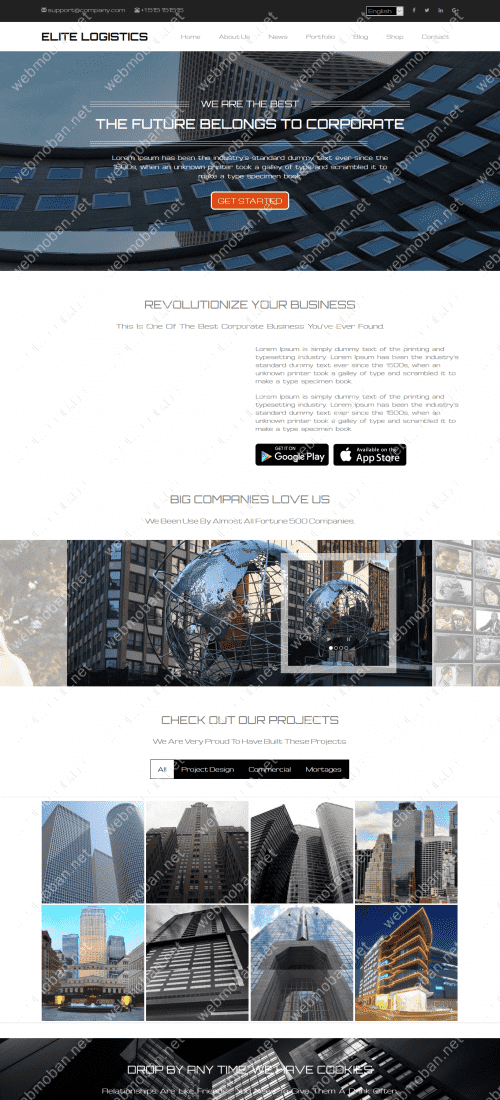 support@company.com +1 515 151515 English
ELITE LOGISTICS Home About Us News Portfolio Blog Shop Contact
WE ARE THE BEST
THE FUTURE BELONGS TO CORPORATE
Lorem Ipsum has been the industry's standard dummy text ever since the
1500s, when an unknown printer took a galley of type and scrambled it to
make a type specimen book.
GET STARTED
REVOLUTIONIZE YOUR BUSINESS
This Is One Of The Best Corporate Business You've Ever Found.
Lorem Ipsum is simply dummy text of the printing and
typesetting industry. Lorem Ipsum has been the industry's
standard dummy text ever since the 1500s, when an
unknown printer took a galley of type and scrambled it to
make a type specimen book.
Lorem Ipsum is simply dummy text of the printing and
typesetting industry. Lorem Ipsum has been the industry's
standard dummy text ever since the 1500s, when an
unknown printer took a galley of type and scrambled it to
make a type specimen book.
GET IT ON
Google Play
Available on the
App Store
BIG COMPANIES LOVE US
We Been Use By Almost All Fortune 500 Companies.
CHECK OUT OUR PROJECTS
We Are Very Proud To Have Built These Projects.
All Project Design Commercial Mortages
DROP BY ANY TIME, WE HAVE COOKIES
Relationships Are Like Friends, You Need To Give Them A Drink Often.
webmoban.net